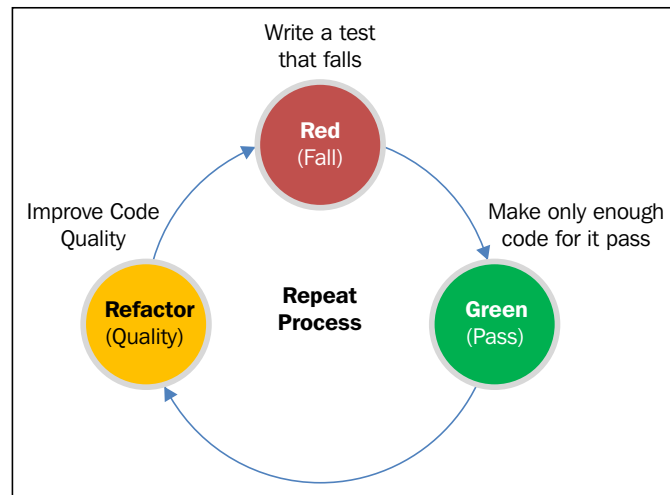 Write a test
that falls
Red
(Fall)
Improve Code
Quality
Make only enough
code for it pass
Refactor
(Quality)
Repeat
Process
Green
(Pass)